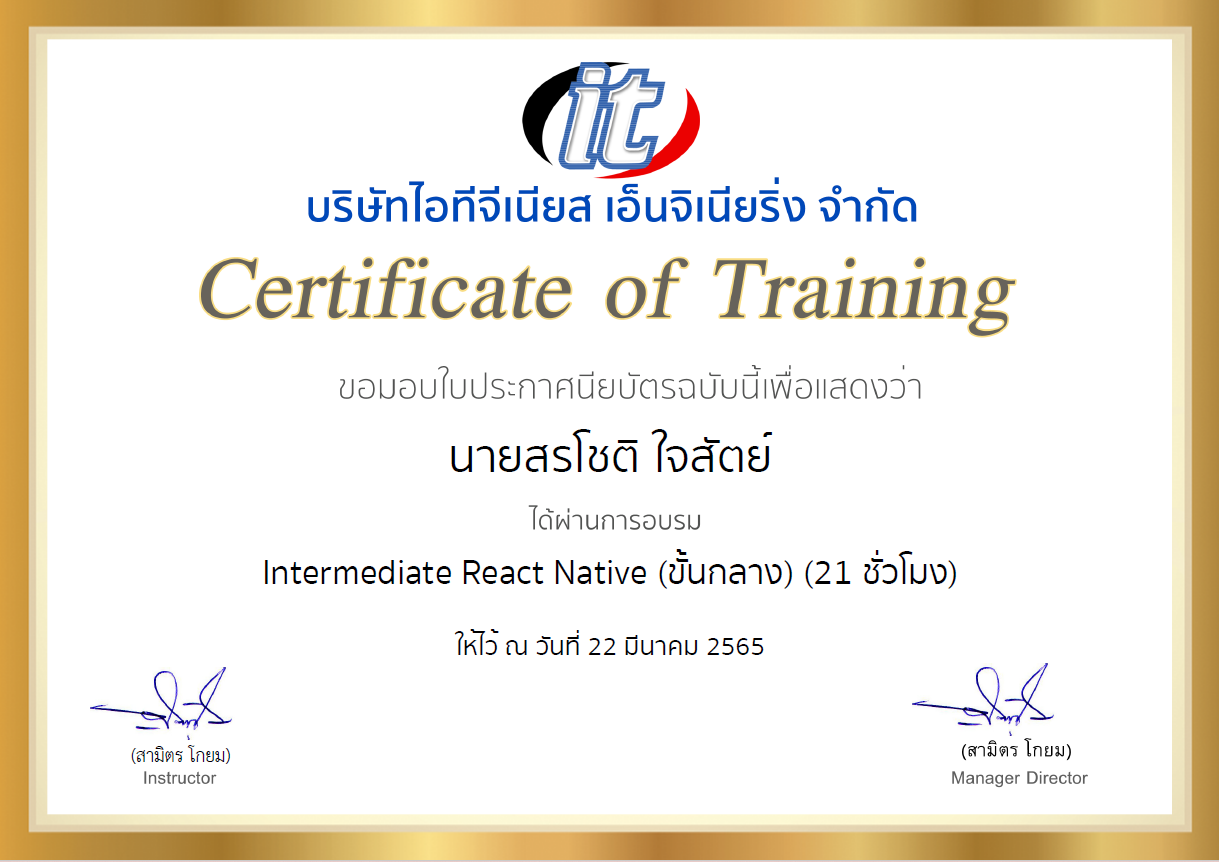 it
บริษัทไอทีจีเนียส เอ็นจิเนียริ่ง จำกัด
Certificate of Training
ขอมอบใบประกาศนียบัตรฉบับนี้เพื่อแสดงว่า
นายสรโชติ ใจสัตย์
ได้ผ่านการอบรม
Intermediate React Native (ขั้นกลาง) (21 ชั่วโมง)
ให้ไว้ ณ วันที่ 22 มีนาคม 2565
(สามิตร โกยม)
Instructor
(สามิตร โกยม)
Manager Director